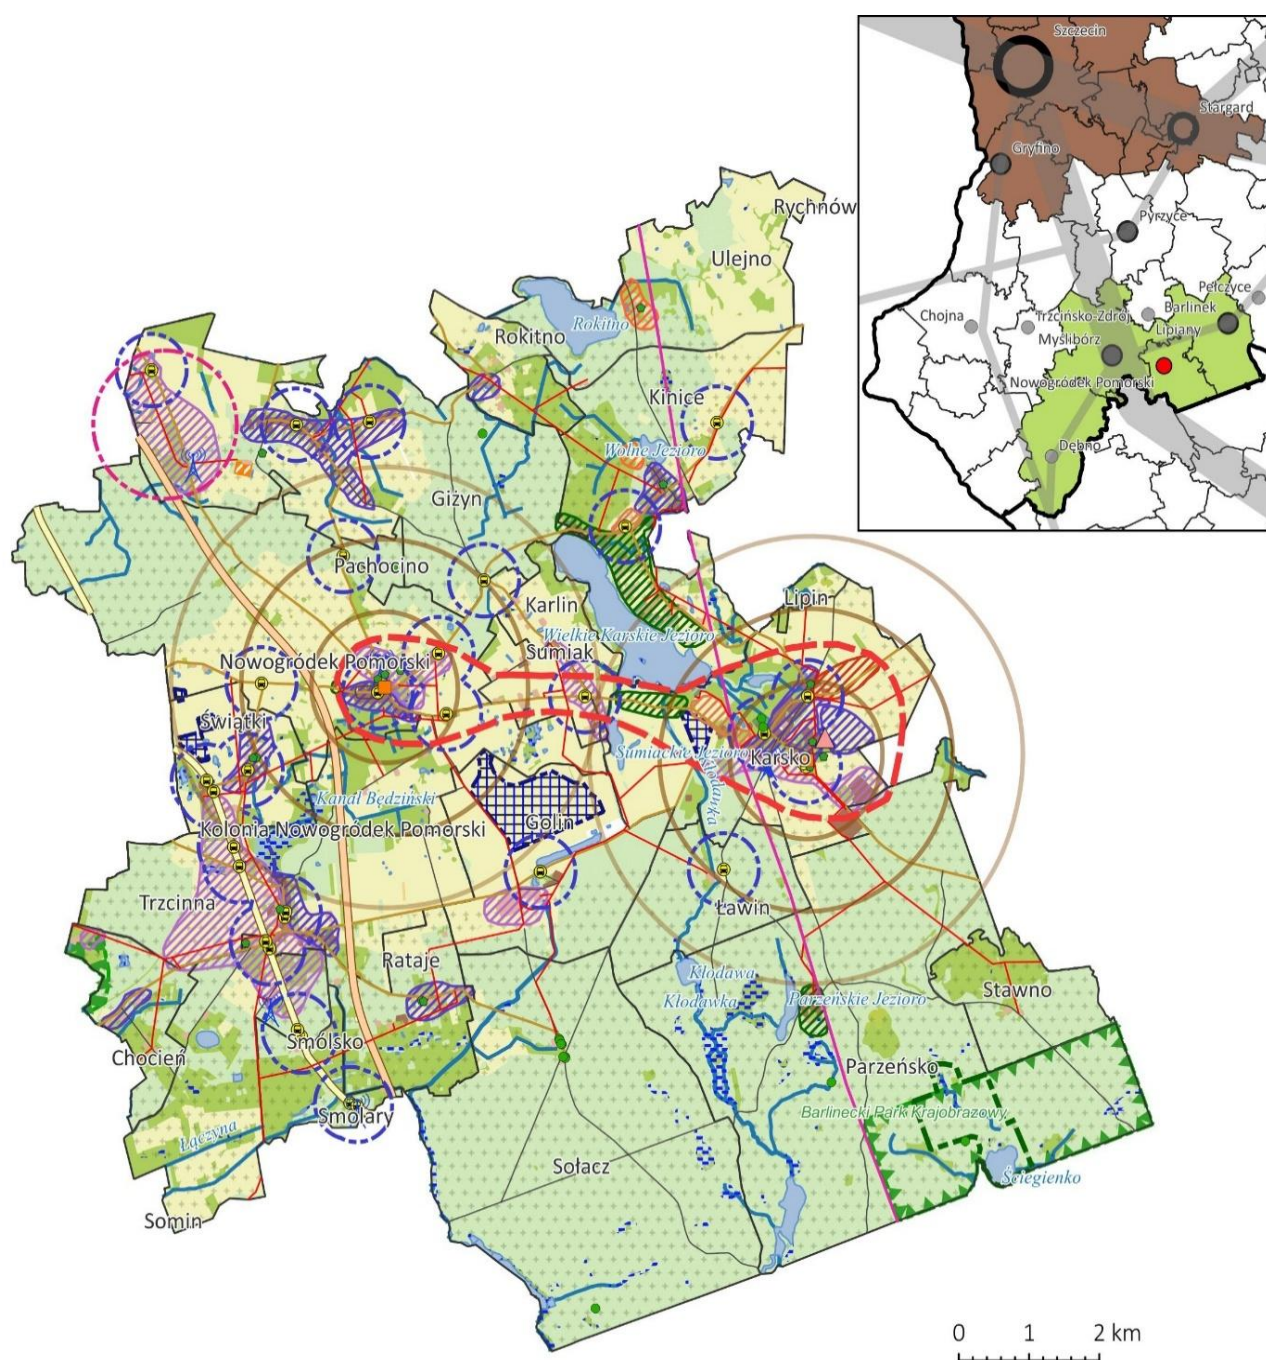 Szczecin
Stargard
Gryfino
Pyrzyce
Pełczyce
Chojna
Trzcińsko-Zdrój
Barlinek
Myślibórz
Lipiany
Nowogródek Pomorski
Dębno
Rychnów
Ulejno
Rokitno
Rokitno
Kinice
Wolne Jezioro
Giżyn
Pachocino
Karlin
Lipin
Wielkie Karskie Jezioro
Sumiak
Nowogródek Pomorski
Świątki
Sumiackie Jezioro
Karsko
Kłodawka
Kanał Będziński
Golin
Kolonia Nowogródek Pomorski
Trzcinna
Ławin
Rataje
Kłodawa
Kłodawka
Parzeńskie Jezioro
Stawno
Smólsko
Chocień
Parzeńsko
Smolary
Barlinecki Park Krajobrazowy
Łączyna
Sołacz
Ściegienko
Somin
0 1 2 km